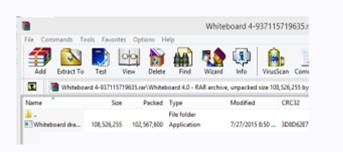 Whiteboard 4-937115719635.r
File Commands Tools Favorites Options Help
Add Extract To Test View Delete Find Wizard Info VirusScan Com
Whiteboard 4-937115719635.rar\Whiteboard 4.0 - RAR archive, unpacked size 108,526,255 by
Name Size Packed Type Modified CRC32
.. File folder
Whiteboard dra... 108,526,255 102,567,600 Application 7/27/2015 8:50 ... 3D8D62E7